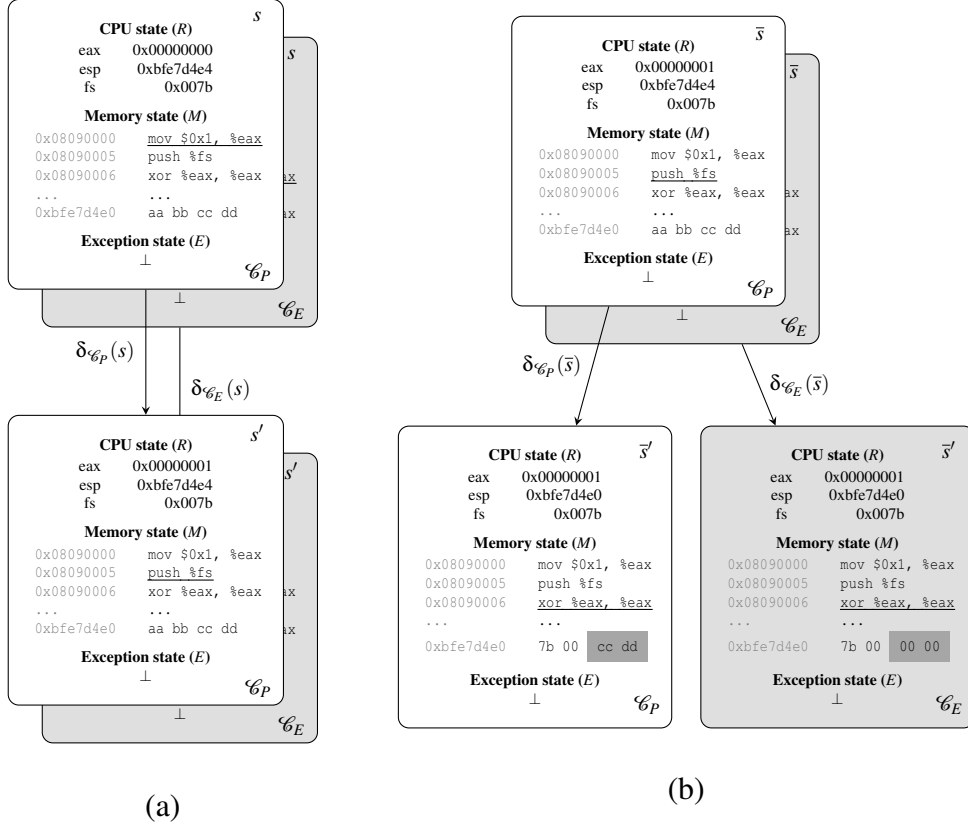 s
CPU state (R)
eax 0x00000000
esp 0xbfe7d4e4
fs 0x007b
Memory state (M)
0x08090000 mov $0x1, %eax
0x08090005 push %fs
0x08090006 xor %eax, %eax
... ...
0xbfe7d4e0 aa bb cc dd
Exception state (E)
⊥
𝒞P
s
ax
ax
⊥
𝒞E
δ𝒞P(s)
δ𝒞E(s)
s′
CPU state (R)
eax 0x00000001
esp 0xbfe7d4e4
fs 0x007b
Memory state (M)
0x08090000 mov $0x1, %eax
0x08090005 push %fs
0x08090006 xor %eax, %eax
... ...
0xbfe7d4e0 aa bb cc dd
Exception state (E)
⊥
𝒞P
s′
ax
ax
⊥
𝒞E
(a)
s̅
CPU state (R)
eax 0x00000001
esp 0xbfe7d4e4
fs 0x007b
Memory state (M)
0x08090000 mov $0x1, %eax
0x08090005 push %fs
0x08090006 xor %eax, %eax
... ...
0xbfe7d4e0 aa bb cc dd
Exception state (E)
⊥
𝒞P
s̅
ax
ax
⊥
𝒞E
δ𝒞P(s̅)
δ𝒞E(s̅)
s̅′
CPU state (R)
eax 0x00000001
esp 0xbfe7d4e0
fs 0x007b
Memory state (M)
0x08090000 mov $0x1, %eax
0x08090005 push %fs
0x08090006 xor %eax, %eax
... ...
0xbfe7d4e0 7b 00 cc dd
Exception state (E)
⊥
𝒞P
s̅′
CPU state (R)
eax 0x00000001
esp 0xbfe7d4e0
fs 0x007b
Memory state (M)
0x08090000 mov $0x1, %eax
0x08090005 push %fs
0x08090006 xor %eax, %eax
... ...
0xbfe7d4e0 7b 00 00 00
Exception state (E)
⊥
𝒞E
(b)